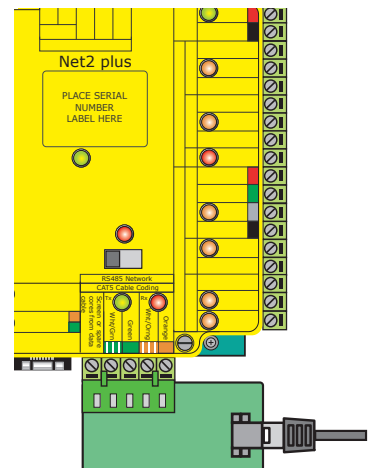 Net2 plus
PLACE SERIAL
NUMBER
LABEL HERE
RS485 Network
CAT5 Cable Coding
Screen or spare
cores from data
cable
Tx
Wht/Grn
Green
Rx
Wht/Orng
Orange